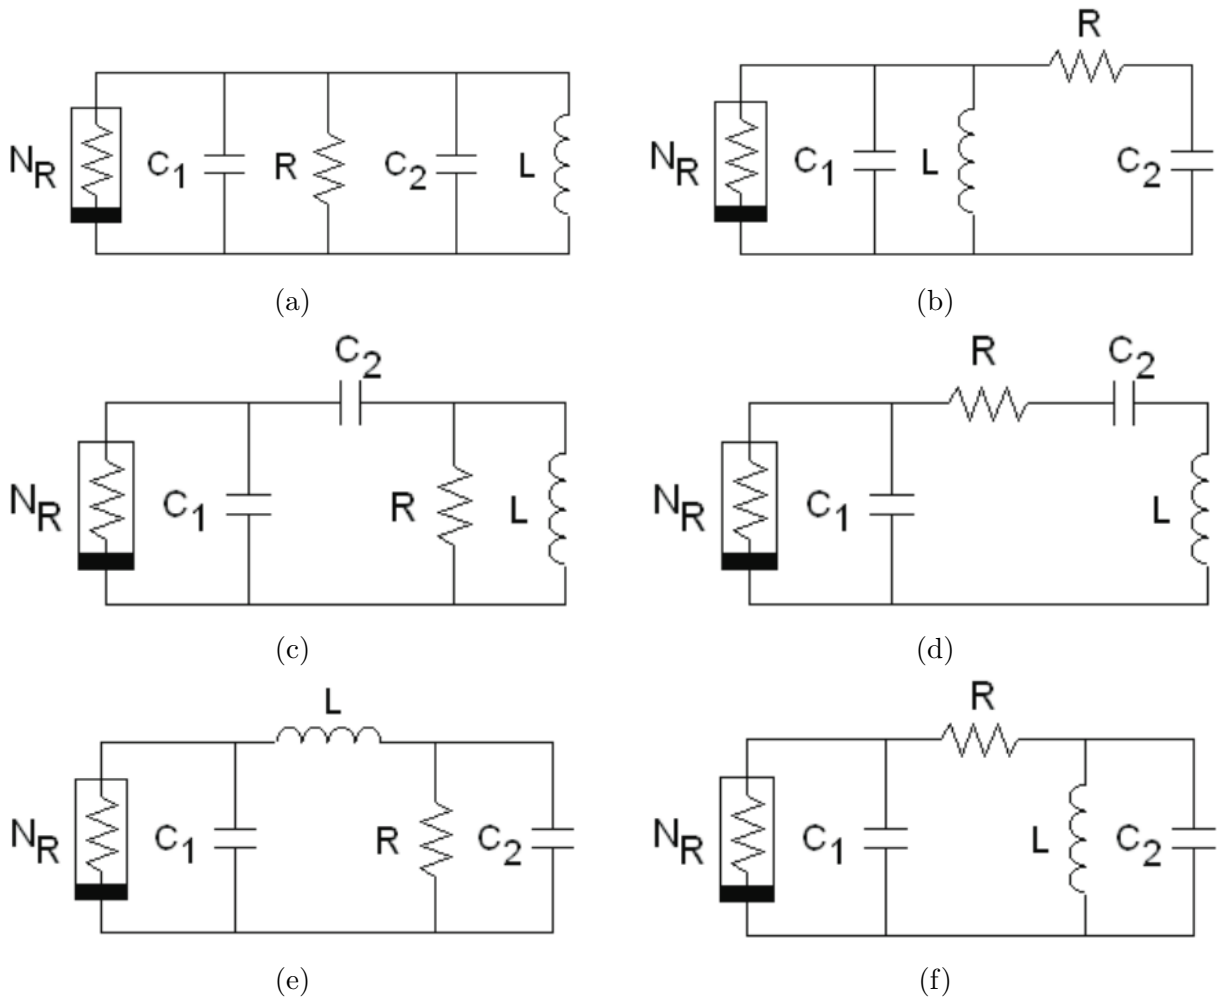 R
N_R C_1 R C_2 L
N_R C_1 L C_2
(a) (b)
C_2
R C_2
N_R C_1 R L
N_R C_1 L
(c) (d)
L
R
N_R C_1 R C_2
N_R C_1 L C_2
(e) (f)